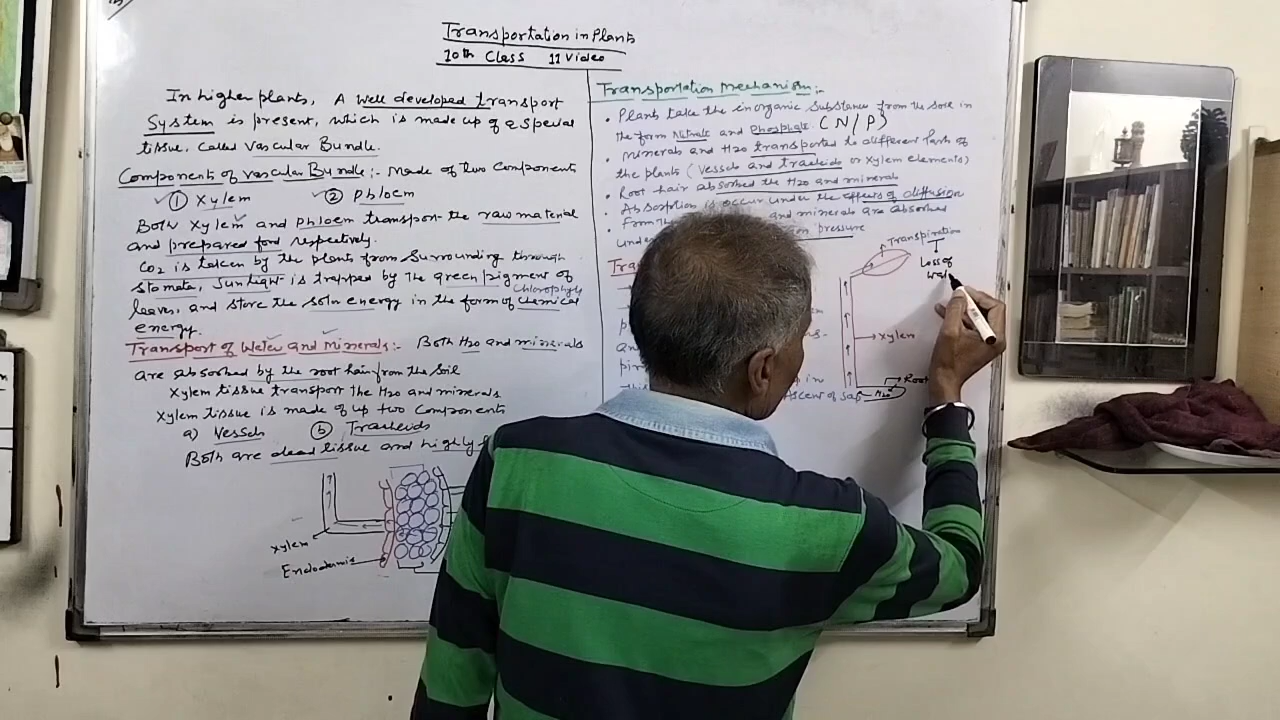 Transportation in Plants
10th Class 11 Video
In higher plants, A well developed transport
System is present, which is made up of a special
tissue, called Vascular Bundle.
Components of vascular Bundle:- Made of two Components
① Xylem ② Phloem
Both Xylem and Phloem transport the raw material
and prepared food respectively.
CO2 is taken by the plants from surrounding through
stomata, Sunlight is trapped by the green pigment of
Chlorophyll
leaves, and store the solar energy in the form of chemical
energy.
Transport of Water and Minerals:- Both H2O and minerals
are absorbed by the root hair from the Soil
Xylem tissue transport the H2O and minerals
Xylem tissue is made of up two Components
a) Vessels b) Tracheids
Both are dead tissue and highly
xylem
Endodermis
Transportation Mechanism:-
• Plants take the inorganic substances from the soil in
the form Nitrate and Phosphate. (N/P)
• Minerals and H2O transported to different Parts of
the plants (Vessels and tracheids or xylem elements)
• Root hair absorbed the H2O and minerals
• Absorption is occur under the effects of diffusion
• From the and minerals are absorbed
under pressure
Transpiration
Loss of
Xylem
Root
H2O
Ascent of sap